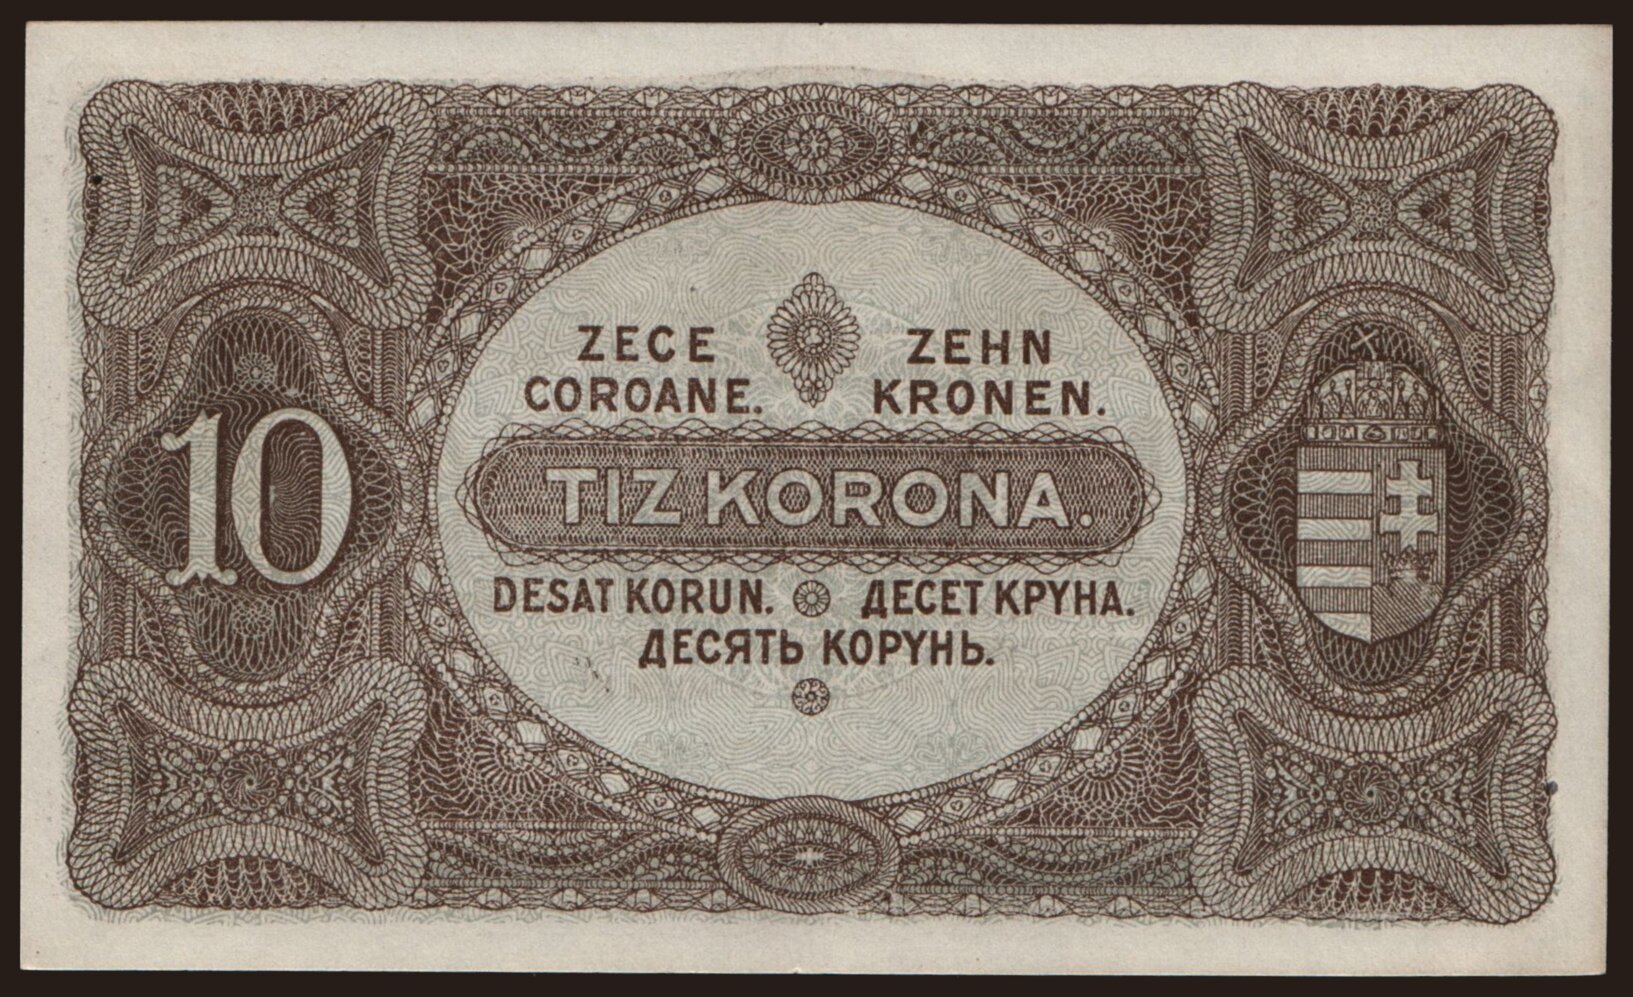 ZECE
COROANE.
ZEHN
KRONEN.
10
TIZ KORONA.
DESAT KORUN.
ДЕСЕТ КРУНА.
ДЕСЯТЬ КОРУНЬ.